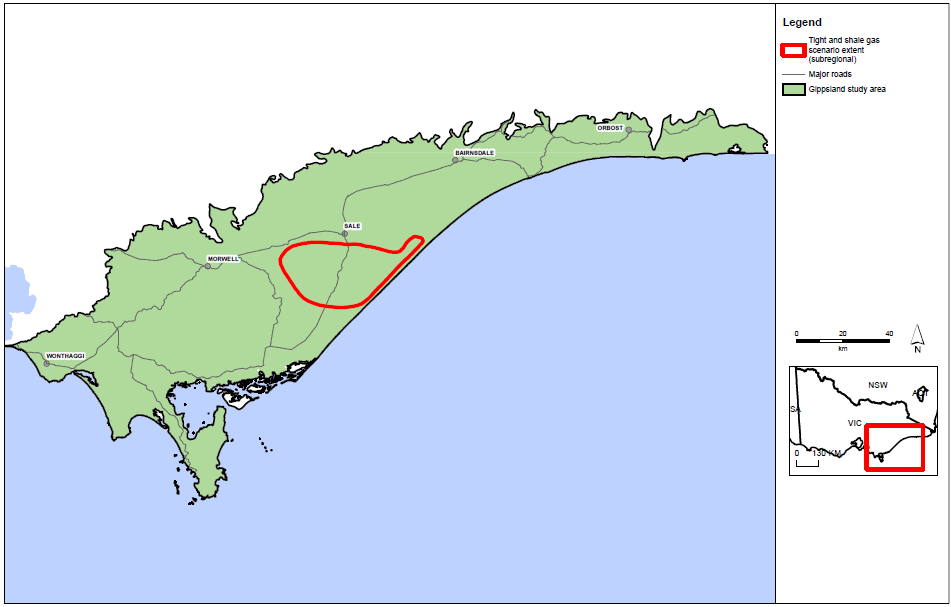 Legend
Tight and shale gas
scenario extent
(subregional)
Major roads
Gippsland study area
ORBOST
BAIRNSDALE
SALE
MORWELL
WONTHAGGI
0 20 40
km
N
NSW
ACT
SA
VIC
0 130 KM